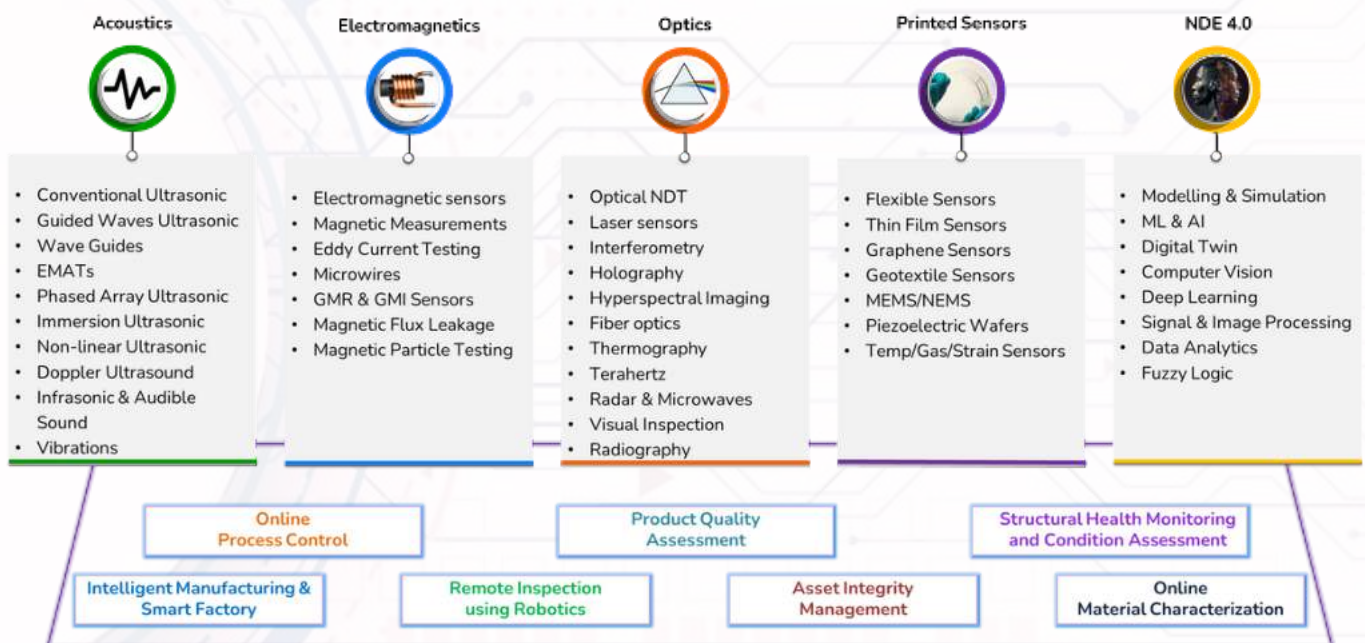 Acoustics
Electromagnetics
Optics
Printed Sensors
NDE 4.0
• Conventional Ultrasonic
• Guided Waves Ultrasonic
• Wave Guides
• EMATs
• Phased Array Ultrasonic
• Immersion Ultrasonic
• Non-linear Ultrasonic
• Doppler Ultrasound
• Infrasonic & Audible
Sound
• Vibrations
• Electromagnetic sensors
• Magnetic Measurements
• Eddy Current Testing
• Microwires
• GMR & GMI Sensors
• Magnetic Flux Leakage
• Magnetic Particle Testing
• Optical NDT
• Laser sensors
• Interferometry
• Holography
• Hyperspectral Imaging
• Fiber optics
• Thermography
• Terahertz
• Radar & Microwaves
• Visual Inspection
• Radiography
• Flexible Sensors
• Thin Film Sensors
• Graphene Sensors
• Geotextile Sensors
• MEMS/NEMS
• Piezoelectric Wafers
• Temp/Gas/Strain Sensors
• Modelling & Simulation
• ML & AI
• Digital Twin
• Computer Vision
• Deep Learning
• Signal & Image Processing
• Data Analytics
• Fuzzy Logic
Online
Process Control
Product Quality
Assessment
Structural Health Monitoring
and Condition Assessment
Intelligent Manufacturing &
Smart Factory
Remote Inspection
using Robotics
Asset Integrity
Management
Online
Material Characterization